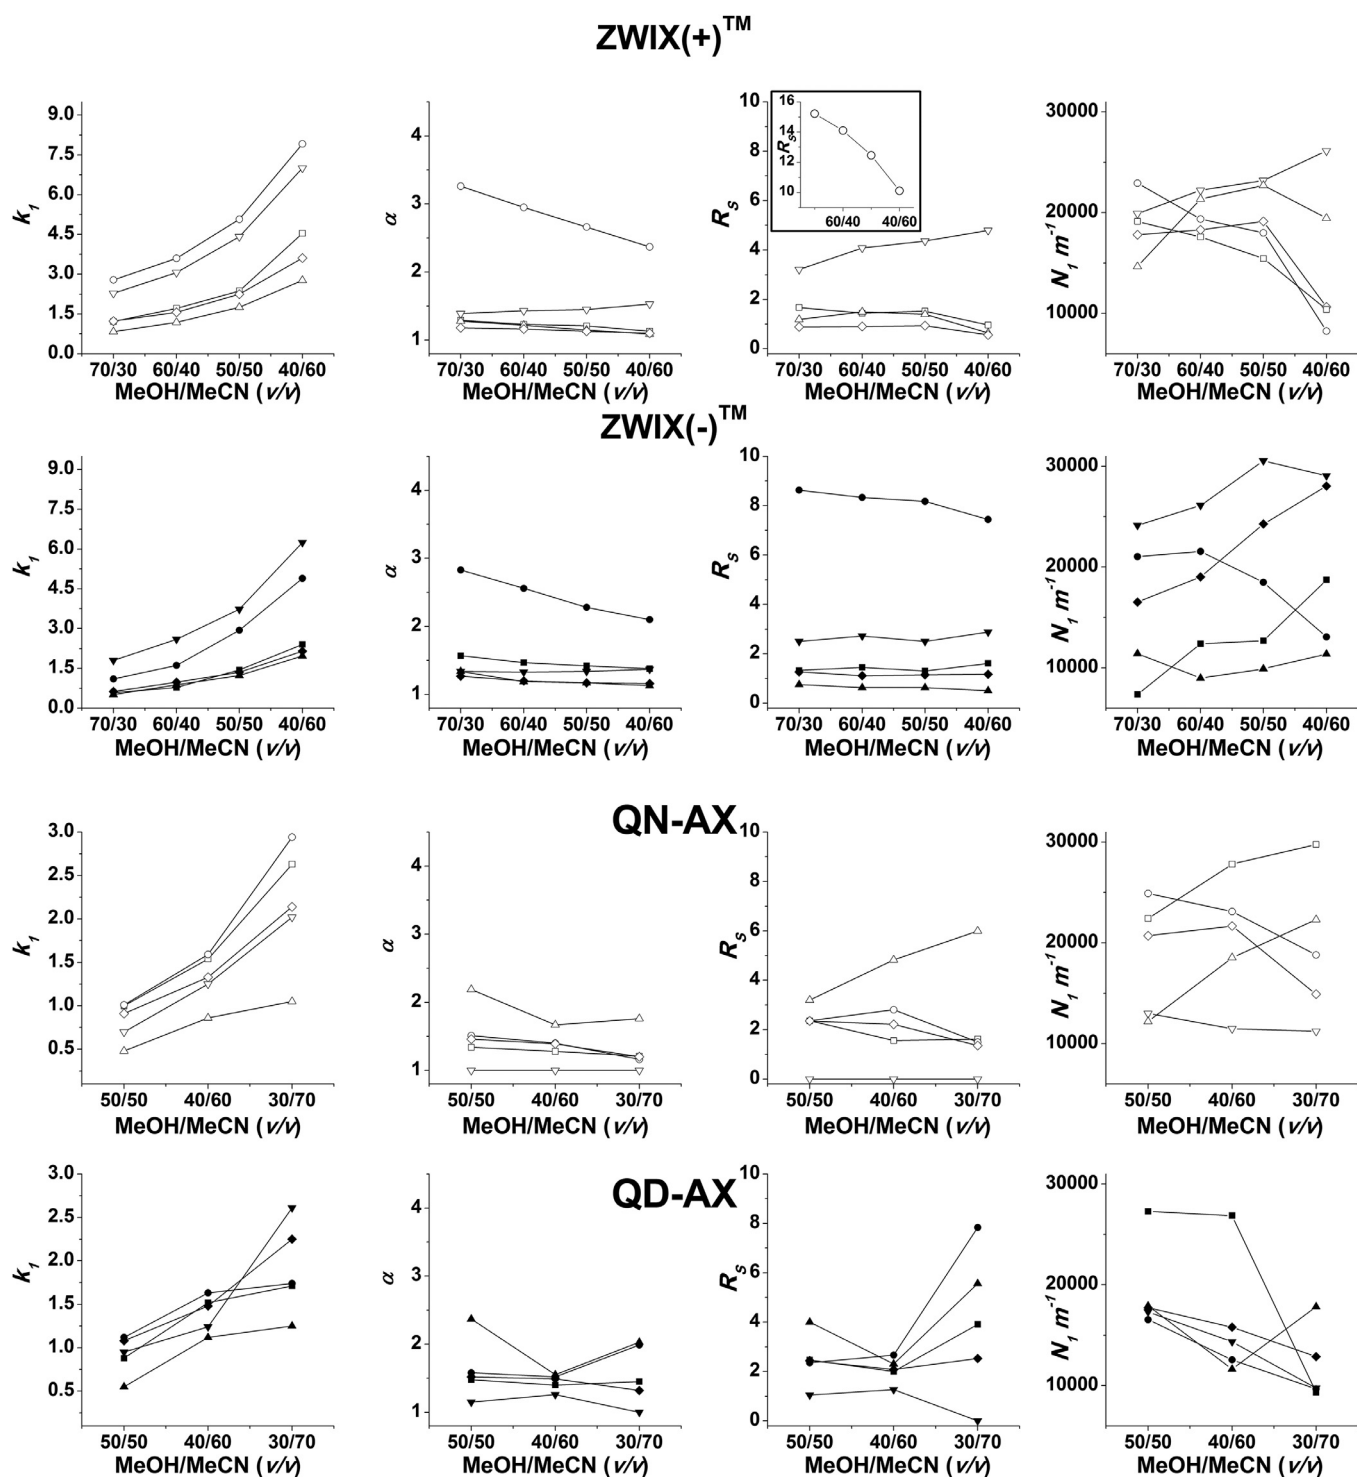 ZWIX(+)™
k₁
9.0
7.5
6.0
4.5
3.0
1.5
0.0
70/30 60/40 50/50 40/60
MeOH/MeCN (v/v)
α
4
3
2
1
70/30 60/40 50/50 40/60
MeOH/MeCN (v/v)
Rₛ
10
8
6
4
2
0
Rₛ
16
14
12
10
60/40 40/60
70/30 60/40 50/50 40/60
MeOH/MeCN (v/v)
N₁ m⁻¹
30000
20000
10000
70/30 60/40 50/50 40/60
MeOH/MeCN (v/v)
ZWIX(-)™
k₁
9.0
7.5
6.0
4.5
3.0
1.5
0.0
70/30 60/40 50/50 40/60
MeOH/MeCN (v/v)
α
4
3
2
1
70/30 60/40 50/50 40/60
MeOH/MeCN (v/v)
Rₛ
10
8
6
4
2
0
70/30 60/40 50/50 40/60
MeOH/MeCN (v/v)
N₁ m⁻¹
30000
20000
10000
70/30 60/40 50/50 40/60
MeOH/MeCN (v/v)
QN-AX
k₁
3.0
2.5
2.0
1.5
1.0
0.5
50/50 40/60 30/70
MeOH/MeCN (v/v)
α
4
3
2
1
50/50 40/60 30/70
MeOH/MeCN (v/v)
Rₛ
10
8
6
4
2
0
50/50 40/60 30/70
MeOH/MeCN (v/v)
N₁ m⁻¹
30000
20000
10000
50/50 40/60 30/70
MeOH/MeCN (v/v)
QD-AX
k₁
3.0
2.5
2.0
1.5
1.0
0.5
50/50 40/60 30/70
MeOH/MeCN (v/v)
α
4
3
2
1
50/50 40/60 30/70
MeOH/MeCN (v/v)
Rₛ
10
8
6
4
2
0
50/50 40/60 30/70
MeOH/MeCN (v/v)
N₁ m⁻¹
30000
20000
10000
50/50 40/60 30/70
MeOH/MeCN (v/v)